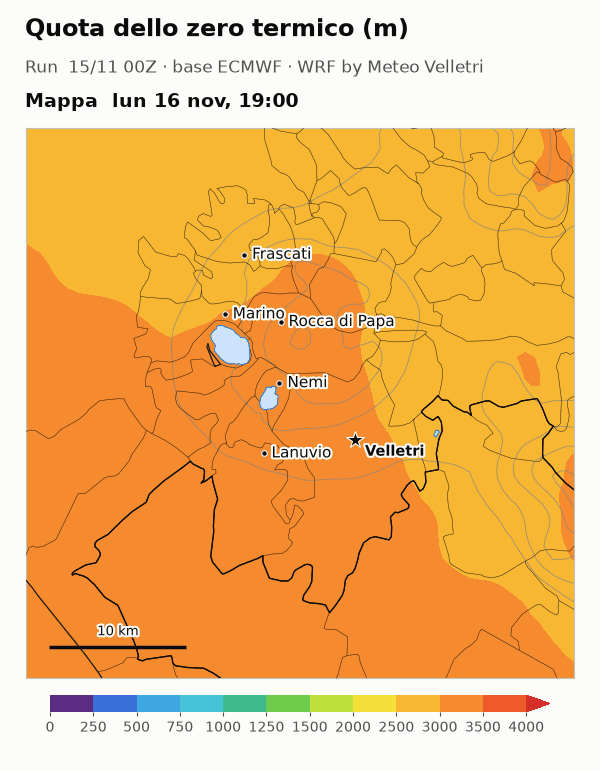 Quota dello zero termico (m)
Run  15/11 00Z · base ECMWF · WRF by Meteo Velletri
Mappa  lun 16 nov, 19:00
Frascati
Marino
Rocca di Papa
Nemi
Velletri
Lanuvio
10 km
0 250 500 750 1000 1250 1500 2000 2500 3000 3500 4000